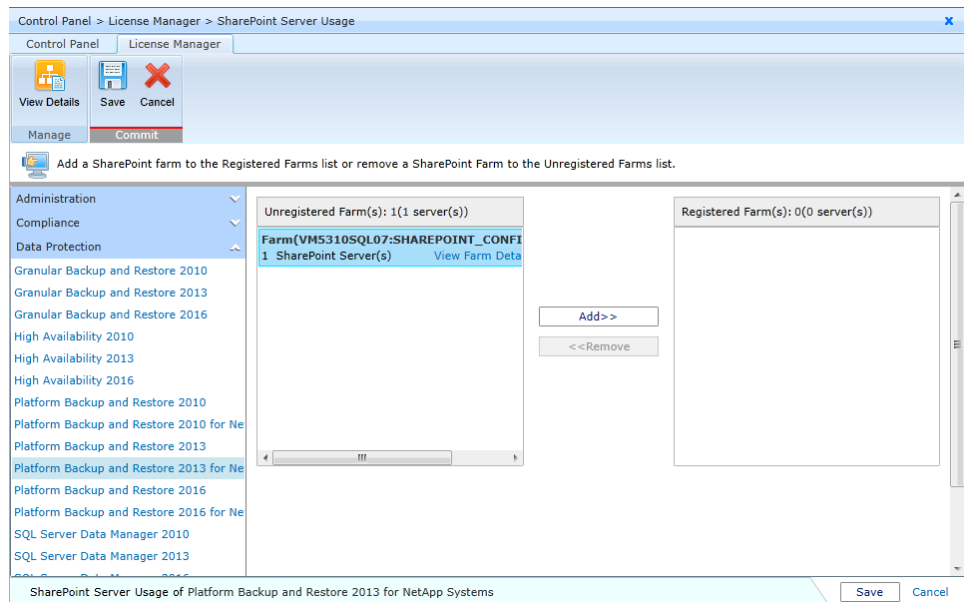 Control Panel > License Manager > SharePoint Server Usage
x
Control Panel
License Manager
View Details
Save
Cancel
Manage
Commit
Add a SharePoint farm to the Registered Farms list or remove a SharePoint Farm to the Unregistered Farms list.
Administration
Compliance
Data Protection
Granular Backup and Restore 2010
Granular Backup and Restore 2013
Granular Backup and Restore 2016
High Availability 2010
High Availability 2013
High Availability 2016
Platform Backup and Restore 2010
Platform Backup and Restore 2010 for Ne
Platform Backup and Restore 2013
Platform Backup and Restore 2013 for Ne
Platform Backup and Restore 2016
Platform Backup and Restore 2016 for Ne
SQL Server Data Manager 2010
SQL Server Data Manager 2013
Unregistered Farm(s): 1(1 server(s))
Farm(VM5310SQL07:SHAREPOINT_CONFI
1 SharePoint Server(s) View Farm Deta
Add>>
<<Remove
Registered Farm(s): 0(0 server(s))
SharePoint Server Usage of Platform Backup and Restore 2013 for NetApp Systems
Save
Cancel